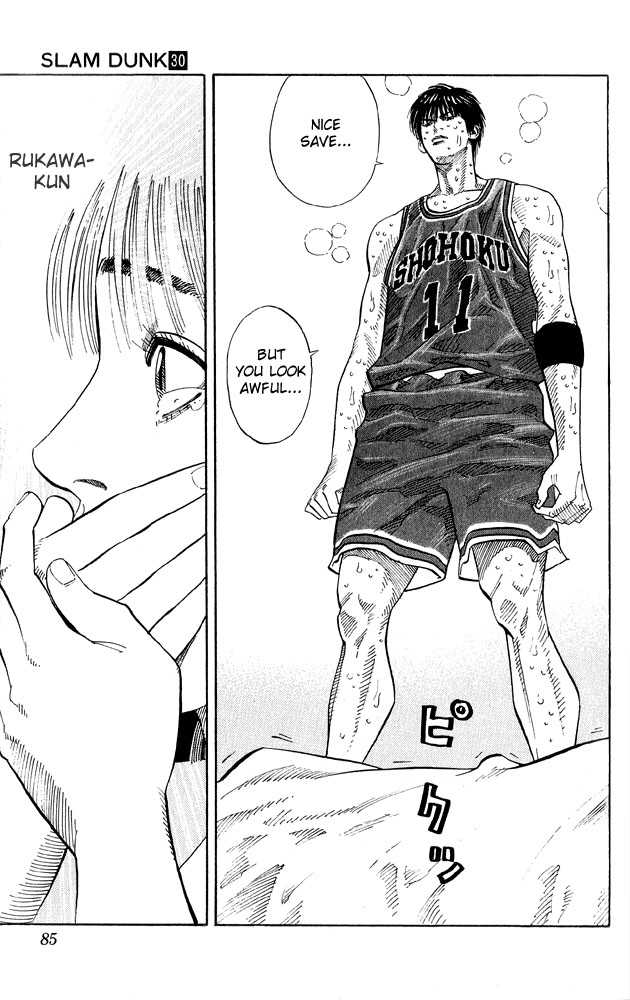 SLAM DUNK 30
NICE
SAVE...
BUT
YOU LOOK
AWFUL...
SHOHOKU
11
ピクッ
RUKAWA-
KUN
85